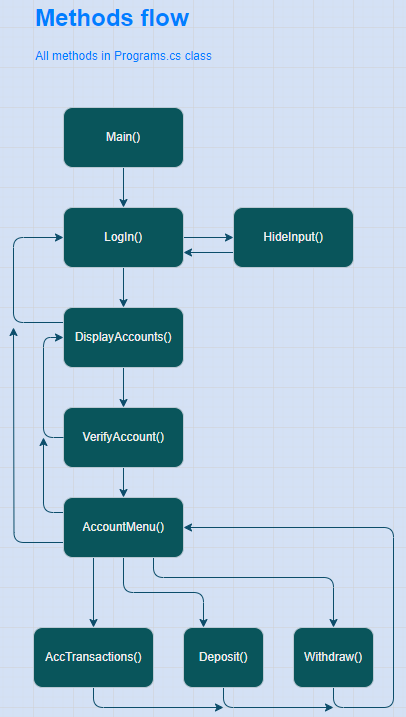 Methods flow
All methods in Programs.cs class
Main()
LogIn()
HideInput()
DisplayAccounts()
VerifyAccount()
AccountMenu()
AccTransactions()
Deposit()
Withdraw()